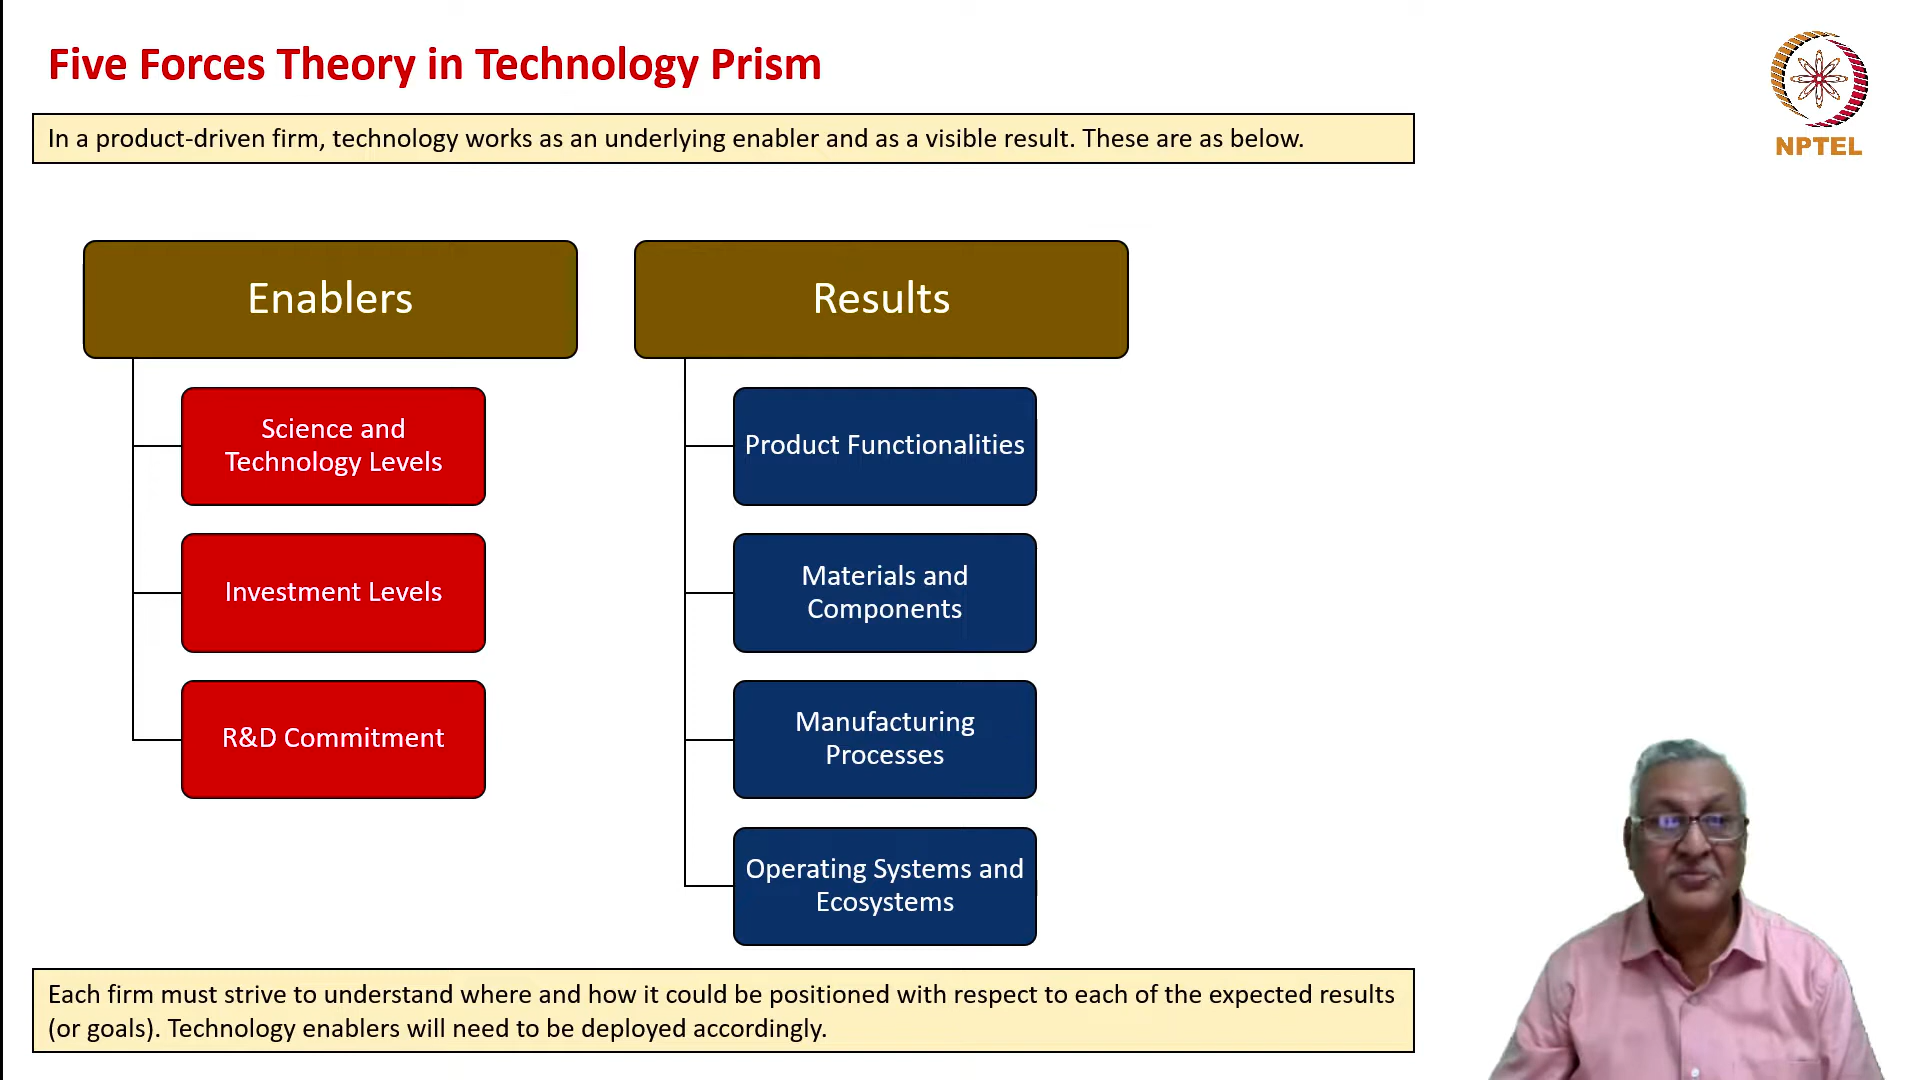 Five Forces Theory in Technology Prism
NPTEL
In a product-driven firm, technology works as an underlying enabler and as a visible result. These are as below.
Enablers
Science and
Technology Levels
Investment Levels
R&D Commitment
Results
Product Functionalities
Materials and
Components
Manufacturing
Processes
Operating Systems and
Ecosystems
Each firm must strive to understand where and how it could be positioned with respect to each of the expected results
(or goals). Technology enablers will need to be deployed accordingly.